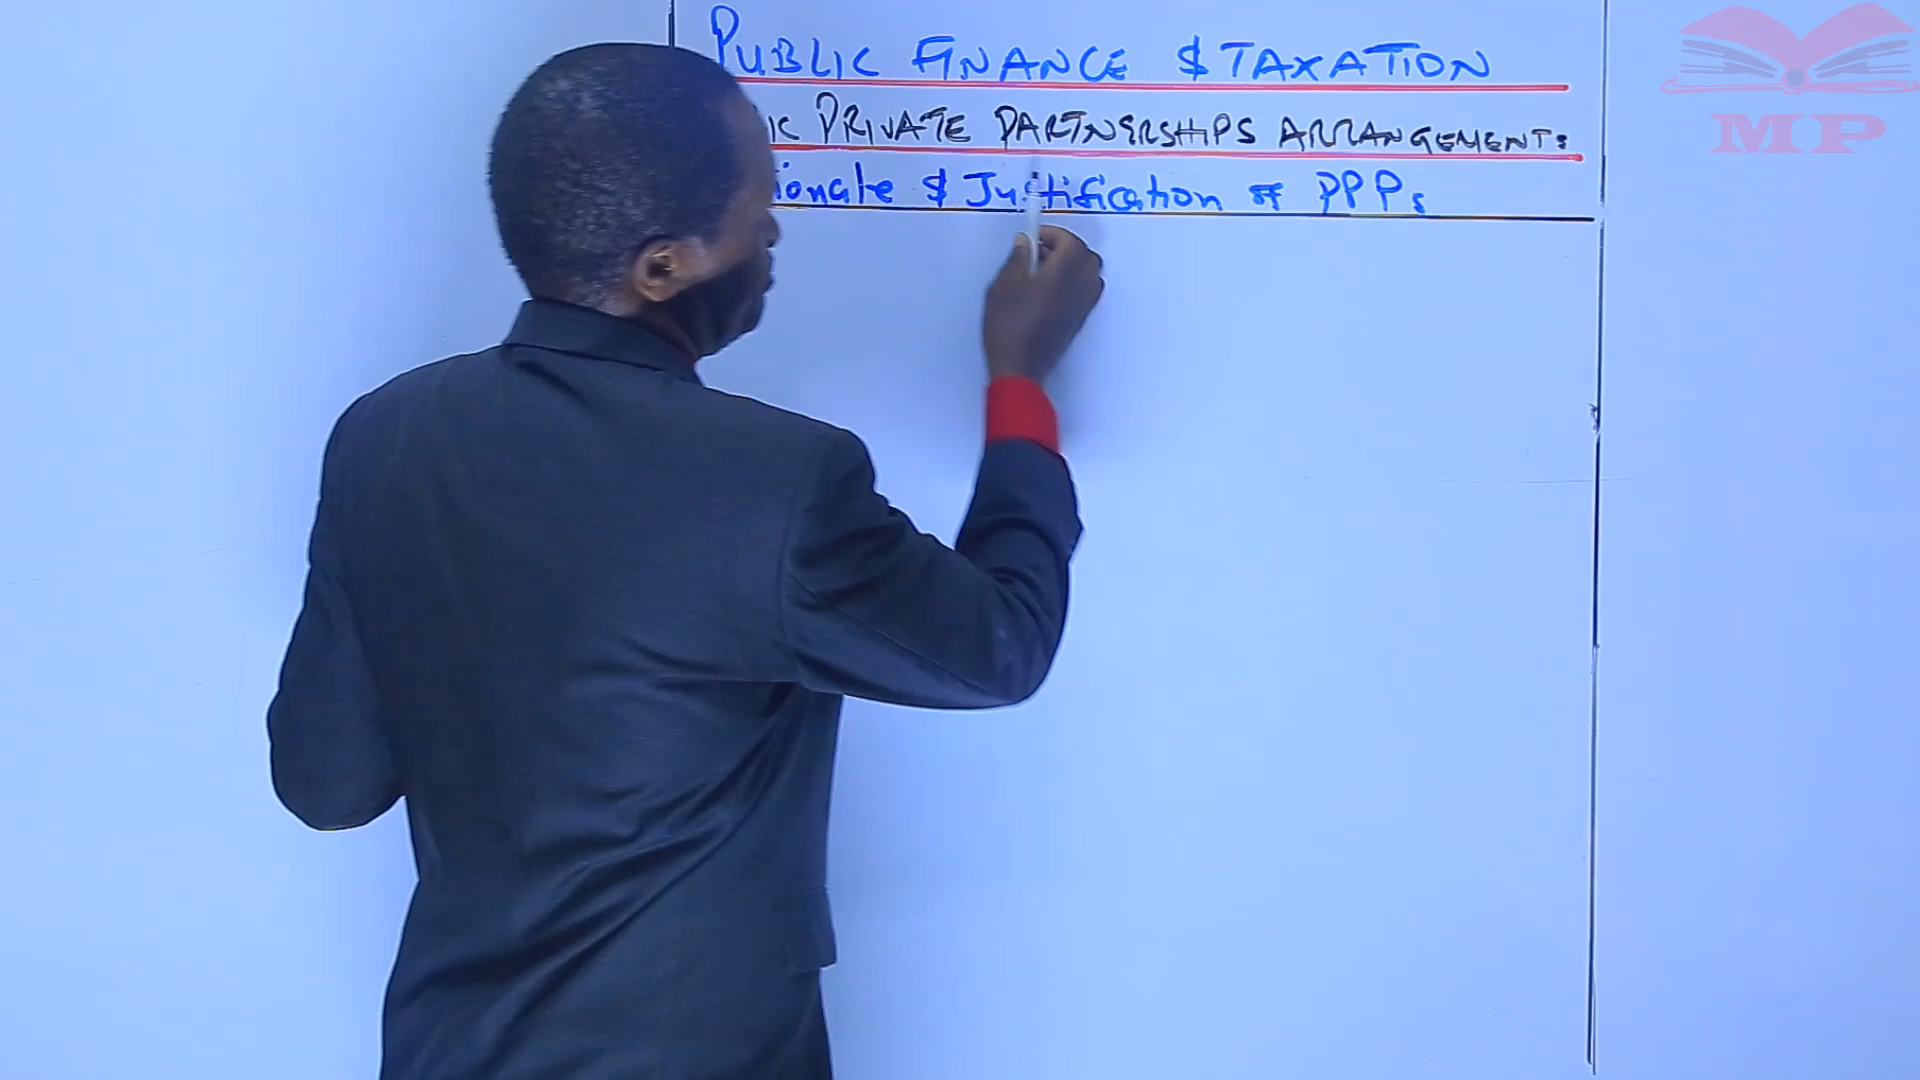 PUBLIC FINANCE & TAXATION
PRIVATE PARTNERSHIPS ARRANGEMENTS
& Justification of PPPs
MP